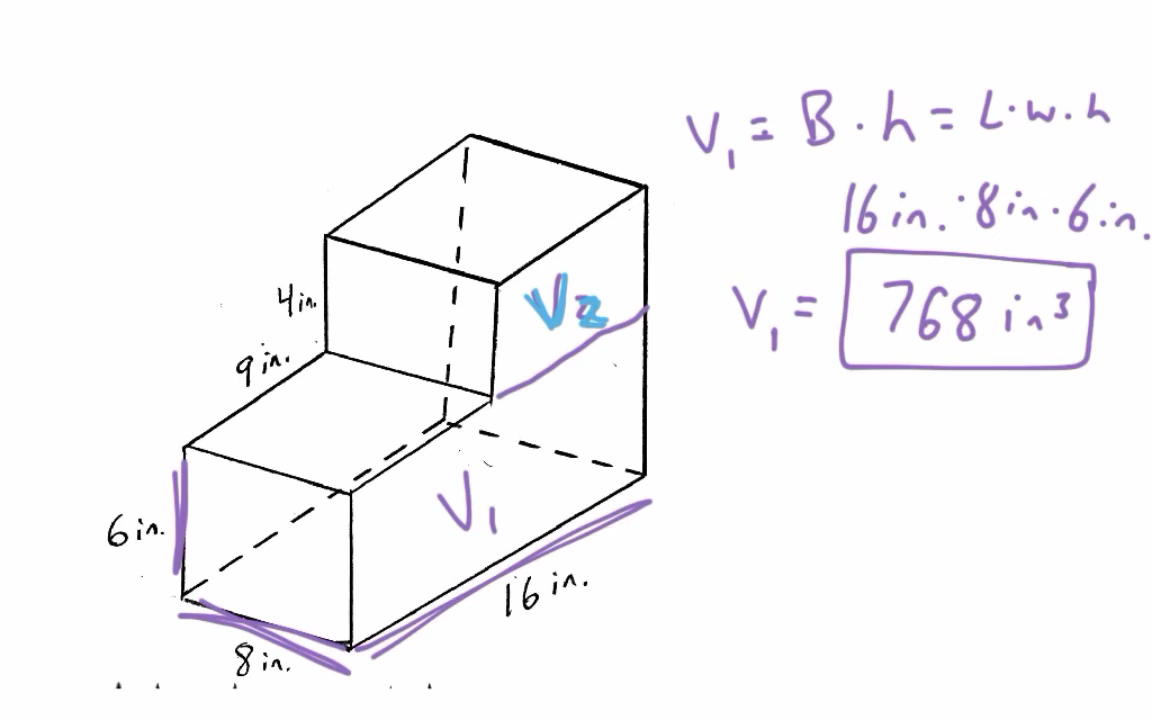 V₁ = B · h = L · w · h
16 in. · 8 in · 6 in.
V₁ = 768 in³
4 in.
V₂
9 in.
6 in.
V₁
16 in.
8 in.